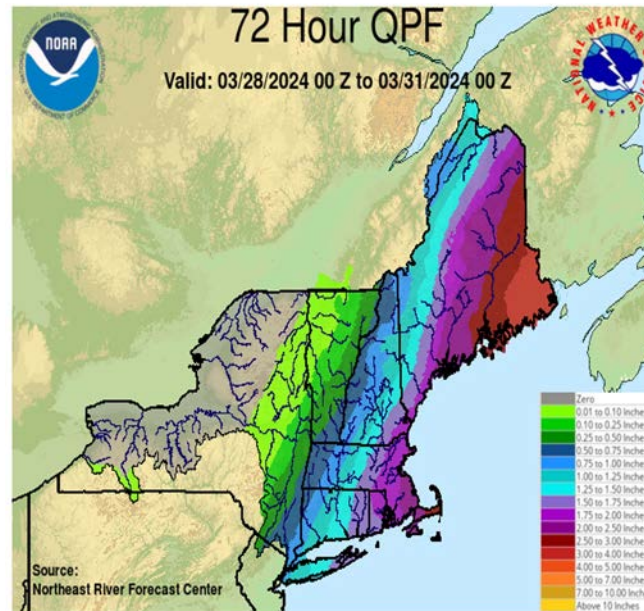 72 Hour QPF
Valid: 03/28/2024 00 Z to 03/31/2024 00 Z
NOAA
Zero
0.01 to 0.10 Inche
0.10 to 0.25 Inche
0.25 to 0.50 Inche
0.50 to 0.75 Inche
0.75 to 1.00 Inche
1.00 to 1.25 Inche
1.25 to 1.50 Inche
1.50 to 1.75 Inche
1.75 to 2.00 Inche
2.00 to 2.50 Inche
2.50 to 3.00 Inche
3.00 to 4.00 Inche
4.00 to 5.00 Inche
5.00 to 7.00 Inche
7.00 to 10.00 Inche
Above 10 Inches
Source:
Northeast River Forecast Center